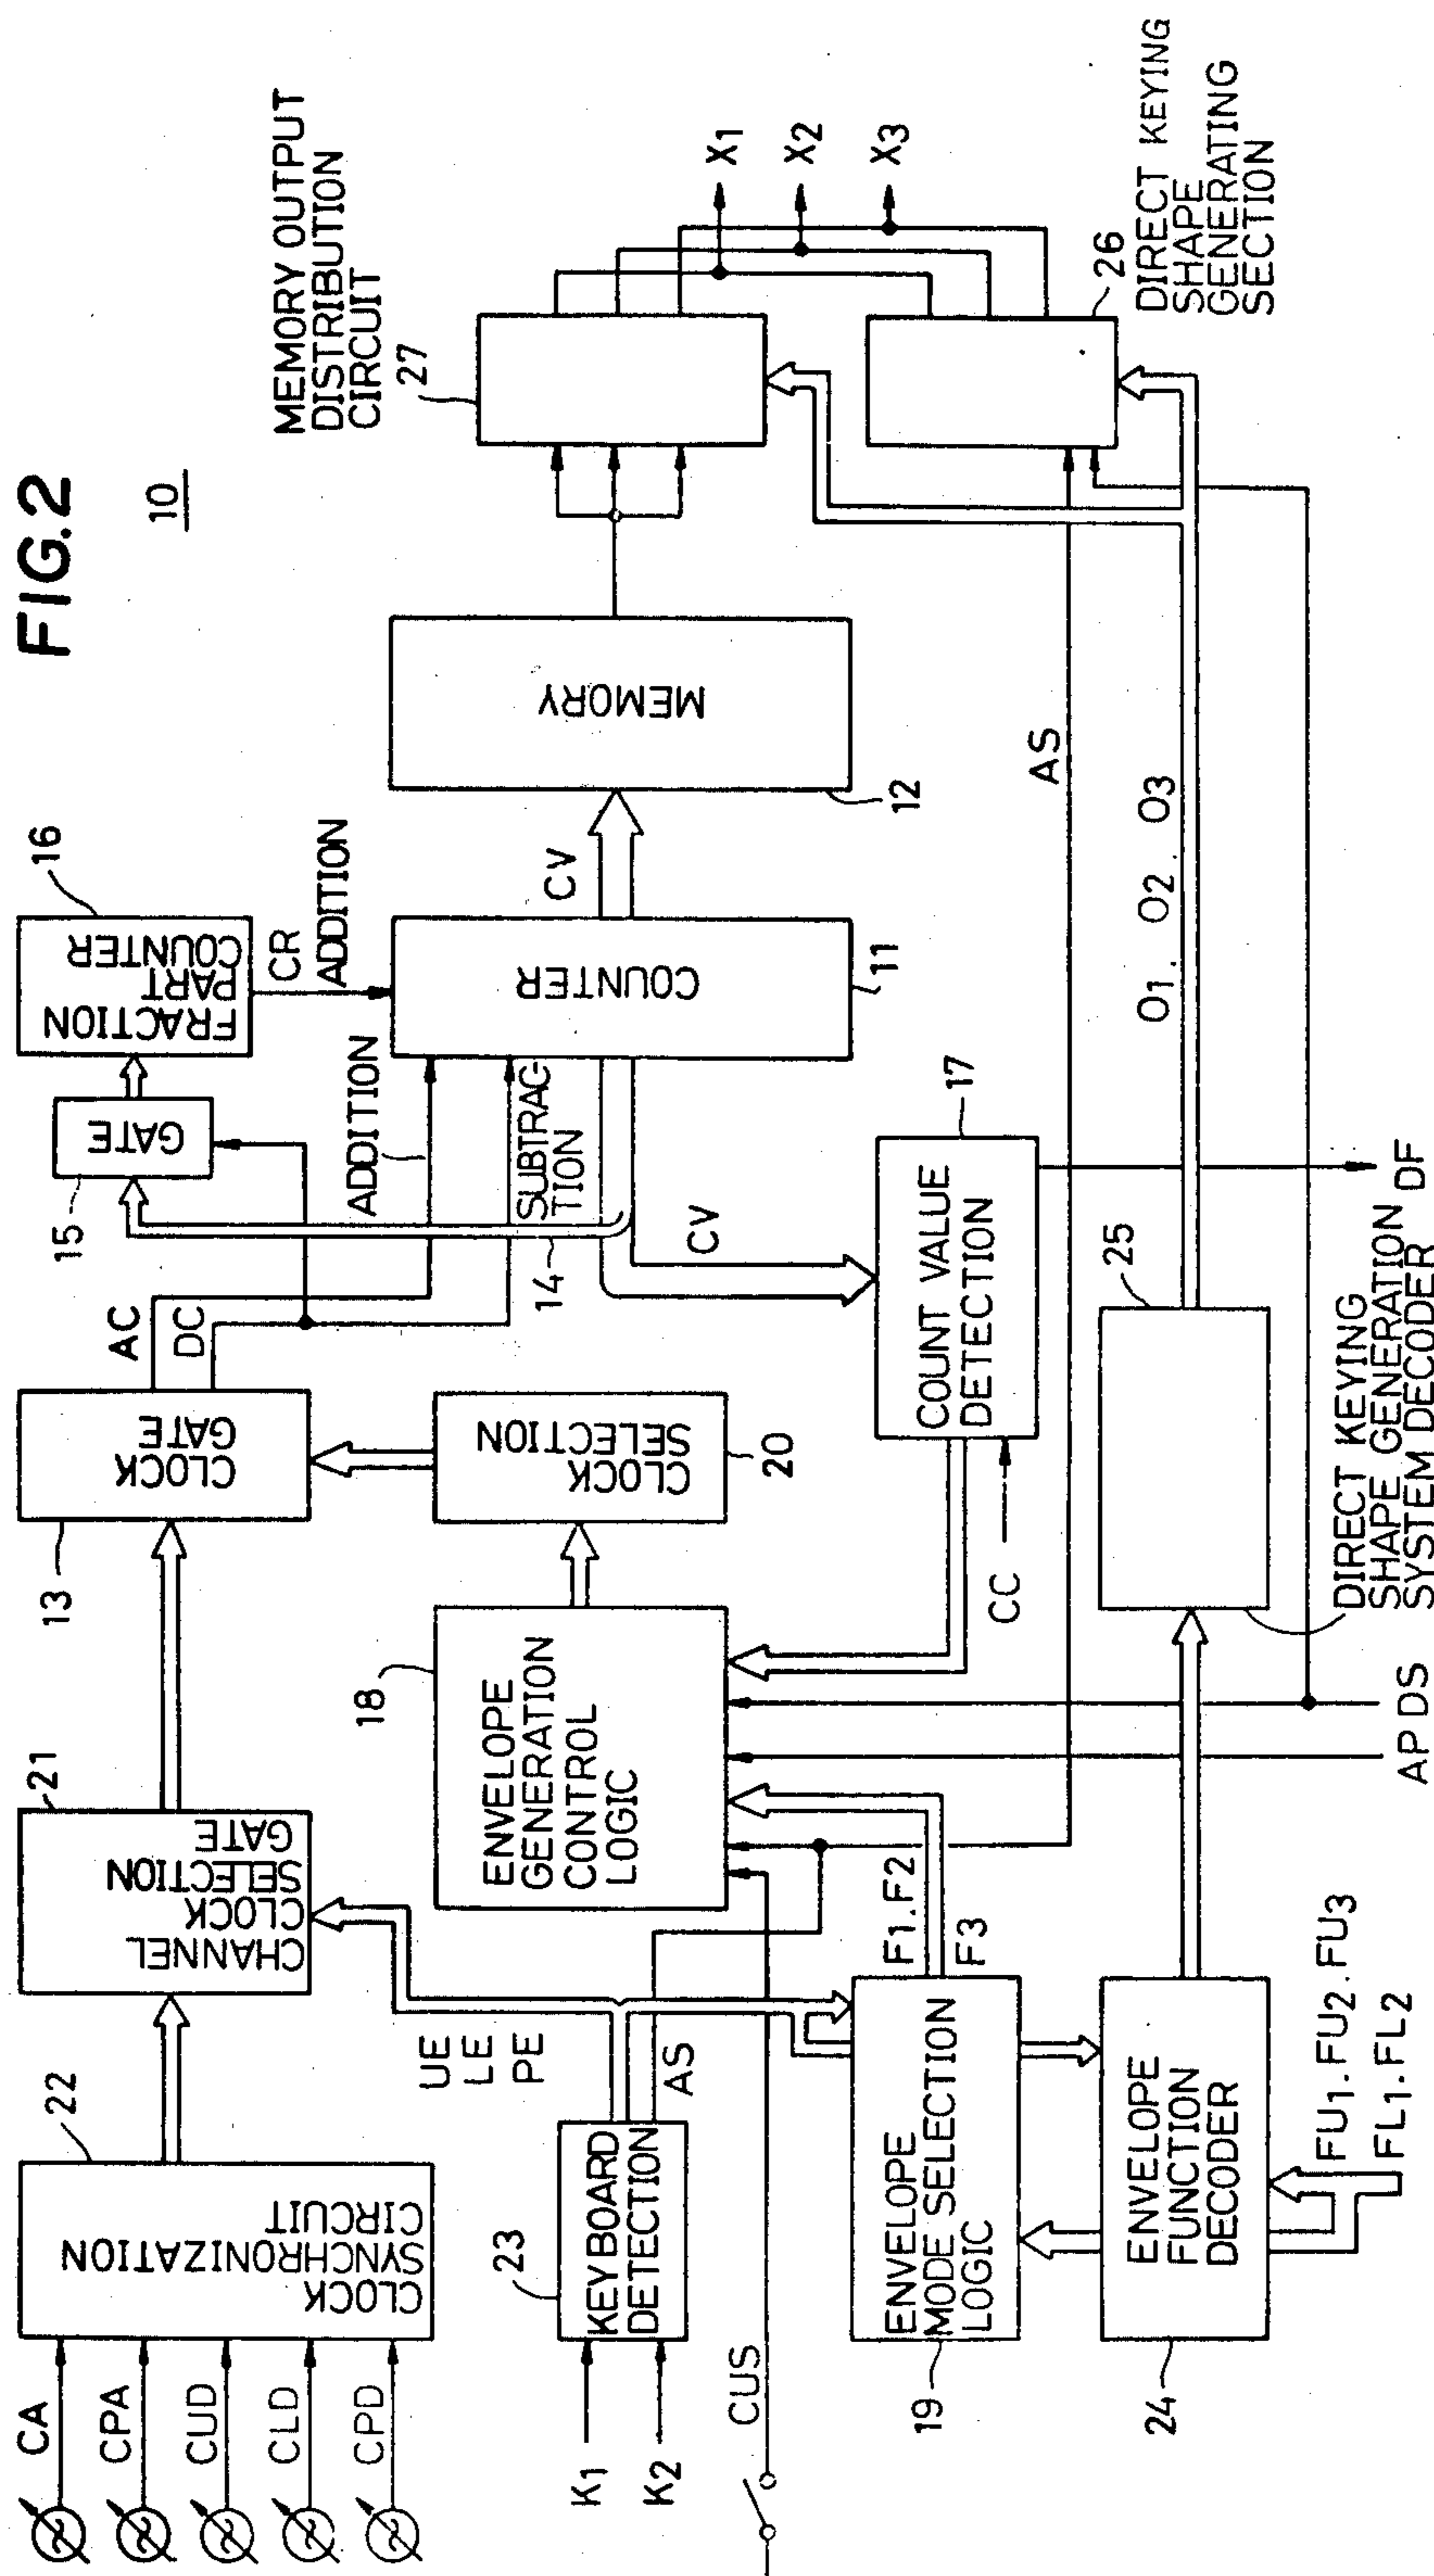 FIG.2
10
CA
CPA
CUD
CLD
CPD
CLOCK
SYNCHRONIZATION
CIRCUIT
22
CHANNEL
CLOCK
SELECTION
GATE
21
CLOCK
GATE
13
AC
DC
GATE
15
FRACTION
PART
COUNTER
16
CR
ADDITION
ADDITION
SUBTRAC-
TION
14
COUNTER
11
CV
MEMORY
12
MEMORY OUTPUT
DISTRIBUTION
CIRCUIT
27
X1
X2
X3
26
DIRECT KEYING
SHAPE
GENERATING
SECTION
CLOCK
SELECTION
20
ENVELOPE
GENERATION
CONTROL
LOGIC
18
CV
COUNT VALUE
DETECTION
17
CC
DF
UE
LE
PE
K1
K2
KEYBOARD
DETECTION
23
AS
AS
CUS
ENVELOPE
MODE SELECTION
LOGIC
19
F1.F2
F3
AP
DS
ENVELOPE
FUNCTION
DECODER
24
FU1.FU2.FU3
FL1.FL2
25
DIRECT KEYING
SHAPE GENERATION
SYSTEM DECODER
O1. O2. O3